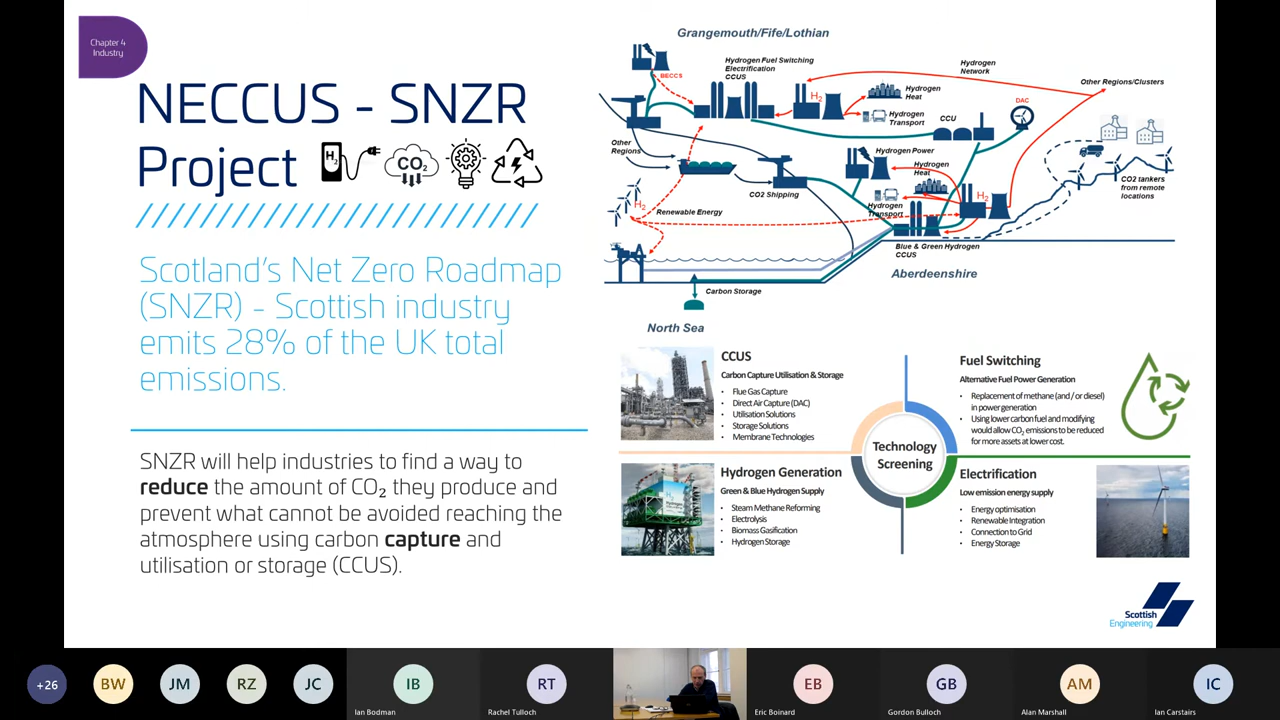 Chapter 4
Industry
NECCUS - SNZR
Project
H2
CO2
Scotland's Net Zero Roadmap
(SNZR) - Scottish industry
emits 28% of the UK total
emissions.
SNZR will help industries to find a way to
reduce the amount of CO₂ they produce and
prevent what cannot be avoided reaching the
atmosphere using carbon capture and
utilisation or storage (CCUS).
Grangemouth/Fife/Lothian
BECCS
Hydrogen Fuel Switching
Electrification
CCUS
H2
Hydrogen
Heat
Hydrogen
Transport
Hydrogen
Network
Other Regions/Clusters
DAC
CCU
Other
Regions
CO2 Shipping
Hydrogen Power
Hydrogen
Heat
Hydrogen
Transport
H2
CO2 tankers
from remote
locations
H2
Renewable Energy
Blue & Green Hydrogen
CCUS
Aberdeenshire
Carbon Storage
North Sea
CCUS
Carbon Capture Utilisation & Storage
• Flue Gas Capture
• Direct Air Capture (DAC)
• Utilisation Solutions
• Storage Solutions
• Membrane Technologies
Fuel Switching
Alternative Fuel Power Generation
• Replacement of methane (and / or diesel)
in power generation
• Using lower carbon fuel and modifying
would allow CO₂ emissions to be reduced
for more assets at lower cost.
Technology
Screening
Hydrogen Generation
Green & Blue Hydrogen Supply
• Steam Methane Reforming
• Electrolysis
• Biomass Gasification
• Hydrogen Storage
Electrification
Low emission energy supply
• Energy optimisation
• Renewable Integration
• Connection to Grid
• Energy Storage
Scottish
Engineering
+26
BW
JM
RZ
JC
IB
Ian Bodman
RT
Rachel Tulloch
EB
Eric Boinard
GB
Gordon Bulloch
AM
Alan Marshall
IC
Ian Carstairs